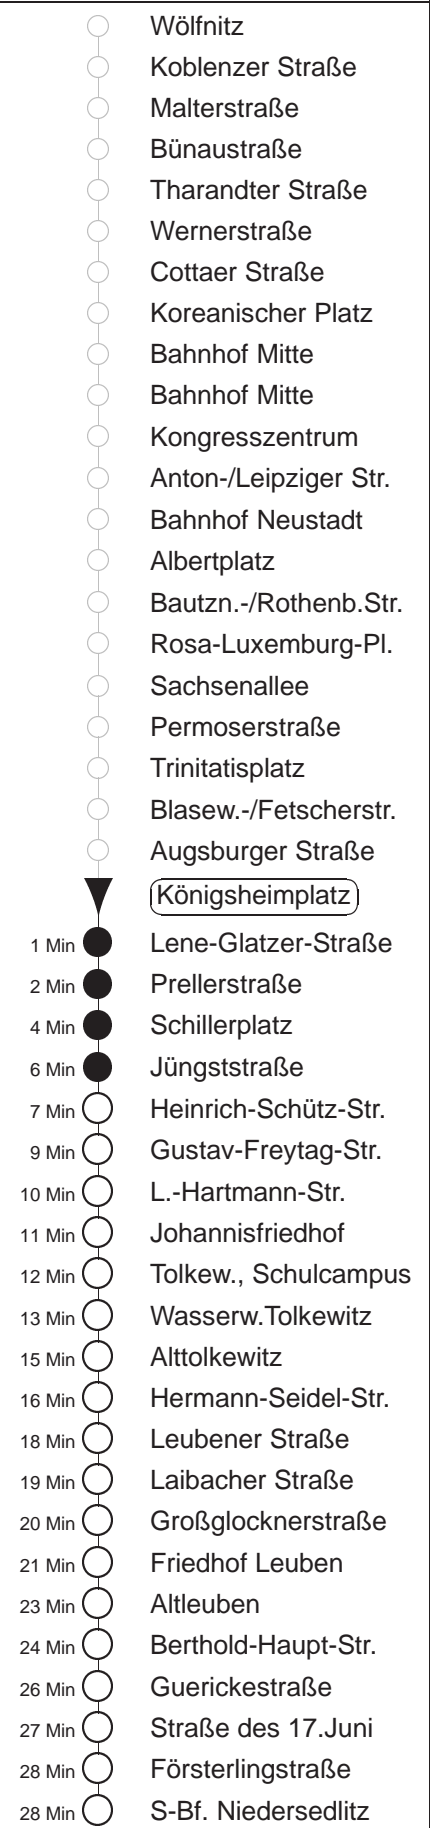 Wölfnitz
Koblenzer Straße
Malterstraße
Bünaustraße
Tharandter Straße
Wernerstraße
Cottaer Straße
Koreanischer Platz
Bahnhof Mitte
Bahnhof Mitte
Kongresszentrum
Anton-/Leipziger Str.
Bahnhof Neustadt
Albertplatz
Bautzn.-/Rothenb.Str.
Rosa-Luxemburg-Pl.
Sachsenallee
Permoserstraße
Trinitatisplatz
Blasew.-/Fetscherstr.
Augsburger Straße
Königsheimplatz
1 Min Lene-Glatzer-Straße
2 Min Prellerstraße
4 Min Schillerplatz
6 Min Jüngststraße
7 Min Heinrich-Schütz-Str.
9 Min Gustav-Freytag-Str.
10 Min L.-Hartmann-Str.
11 Min Johannisfriedhof
12 Min Tolkew., Schulcampus
13 Min Wasserw.Tolkewitz
15 Min Alttolkewitz
16 Min Hermann-Seidel-Str.
18 Min Leubener Straße
19 Min Laibacher Straße
20 Min Großglocknerstraße
21 Min Friedhof Leuben
23 Min Altleuben
24 Min Berthold-Haupt-Str.
26 Min Guerickestraße
27 Min Straße des 17.Juni
28 Min Försterlingstraße
28 Min S-Bf. Niedersedlitz